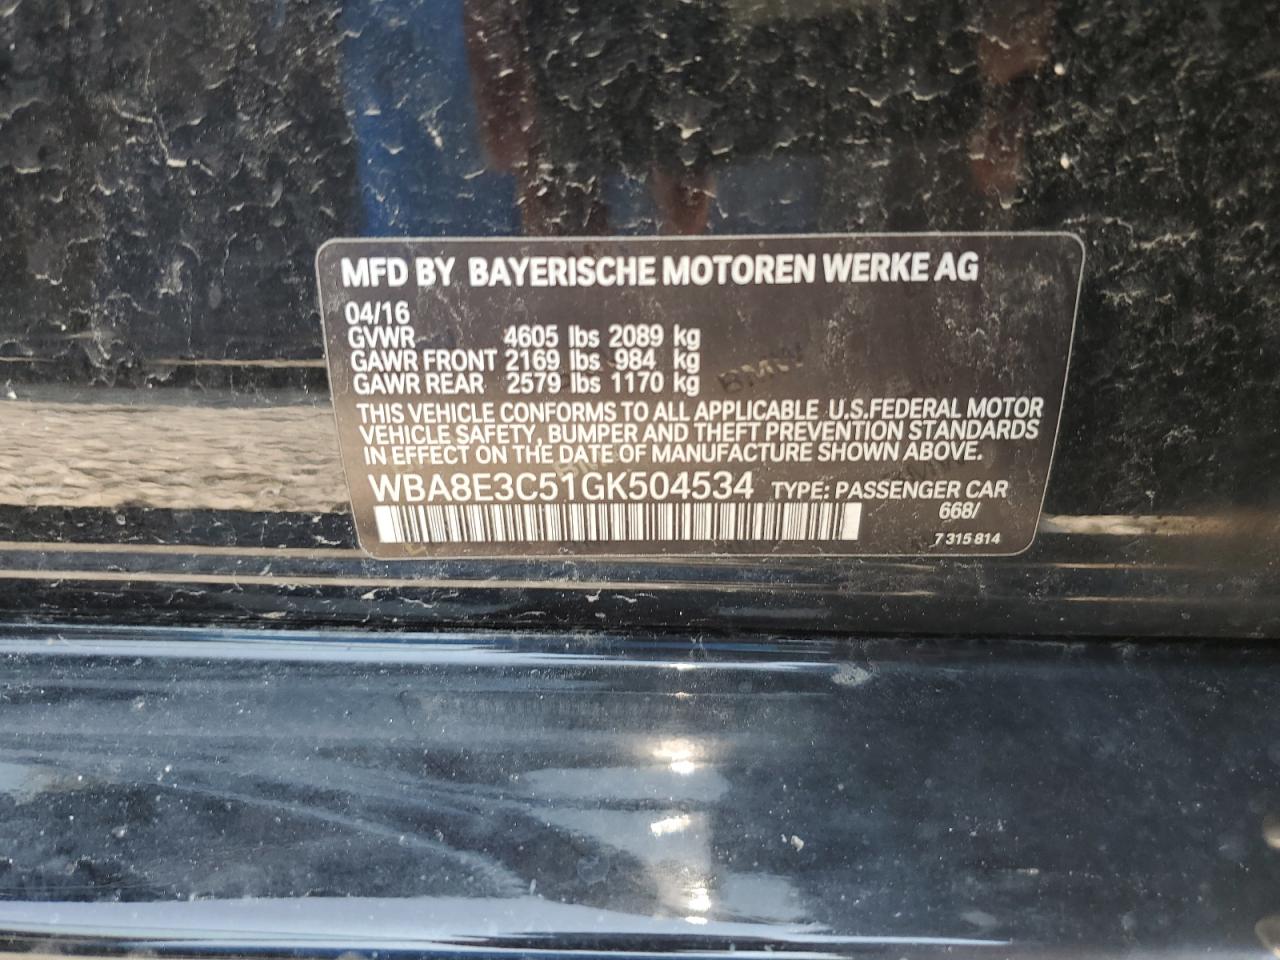 MFD BY BAYERISCHE MOTOREN WERKE AG
04/16
GVWR 4605 lbs 2089 kg
GAWR FRONT 2169 lbs 984 kg
GAWR REAR 2579 lbs 1170 kg
THIS VEHICLE CONFORMS TO ALL APPLICABLE U.S.FEDERAL MOTOR
VEHICLE SAFETY, BUMPER AND THEFT PREVENTION STANDARDS
IN EFFECT ON THE DATE OF MANUFACTURE SHOWN ABOVE.
WBA8E3C51GK504534 TYPE: PASSENGER CAR
668/
7 315 814